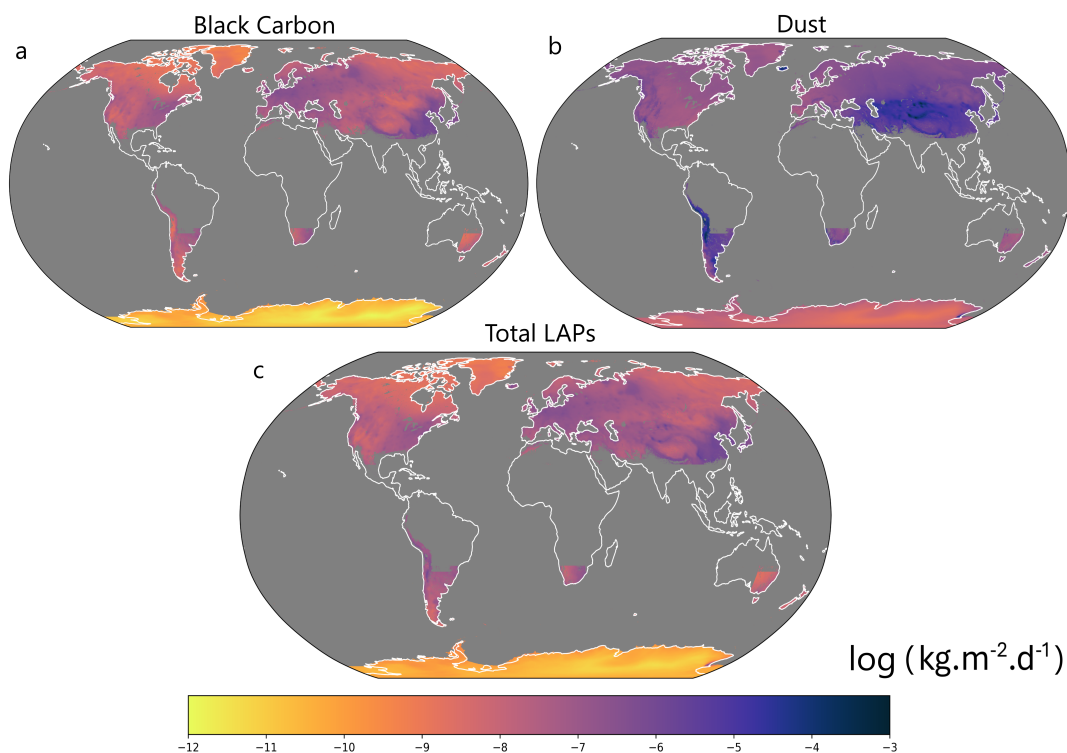 Black Carbon
Dust
a
b
Total LAPs
c
log (kg.m⁻².d⁻¹)
−12 −11 −10 −9 −8 −7 −6 −5 −4 −3